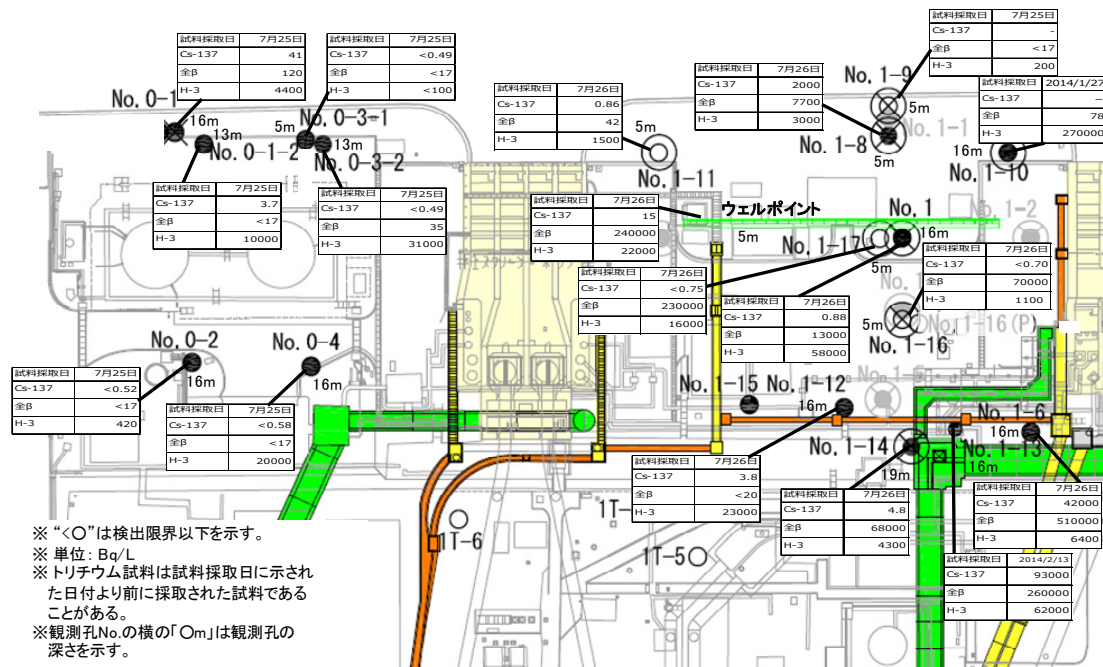 試料採取日 7月25日
Cs-137 41
全β 120
H-3 4400
試料採取日 7月25日
Cs-137 <0.49
全β <17
H-3 <100
試料採取日 7月26日
Cs-137 0.86
全β 42
H-3 1500
試料採取日 7月26日
Cs-137 2000
全β 7700
H-3 3000
試料採取日 7月25日
Cs-137 -
全β <17
H-3 200
試料採取日 2014/1/27
Cs-137 -
全β 78
H-3 270000
No. 0-1
16m
13m
No. 0-1-2
5m
No. 0-3-1
13m
No. 0-3-2
5m
No. 1-11
No. 1-9
5m
No. 1-1
No. 1-8
5m
16m
No. 1-10
試料採取日 7月25日
Cs-137 3.7
全β <17
H-3 10000
試料採取日 7月25日
Cs-137 <0.49
全β 35
H-3 31000
試料採取日 7月26日
Cs-137 15
全β 240000
H-3 22000
ウェルポイント
5m
No. 1
16m
No. 1-2
No. 1-17
5m
試料採取日 7月26日
Cs-137 <0.75
全β 230000
H-3 16000
試料採取日 7月26日
Cs-137 0.88
全β 13000
H-3 58000
試料採取日 7月26日
Cs-137 <0.70
全β 70000
H-3 1100
5m
No. 1-16(P)
No. 1-16
No. 0-2
16m
No. 0-4
16m
試料採取日 7月25日
Cs-137 <0.52
全β <17
H-3 420
試料採取日 7月25日
Cs-137 <0.58
全β <17
H-3 20000
No. 1-15
No. 1-12
16m
No. 1-6
16m
No. 1-14
19m
No. 1-13
16m
試料採取日 7月26日
Cs-137 3.8
全β <20
H-3 23000
試料採取日 7月26日
Cs-137 4.8
全β 68000
H-3 4300
試料採取日 7月26日
Cs-137 42000
全β 510000
H-3 6400
試料採取日 2014/2/13
Cs-137 93000
全β 260000
H-3 62000
1T-6
1T-
1T-5
※ “<○”は検出限界以下を示す。
※ 単位: Bq/L
※ トリチウム試料は試料採取日に示され
た日付より前に採取された試料である
ことがある。
※観測孔No.の横の「○m」は観測孔の
深さを示す。